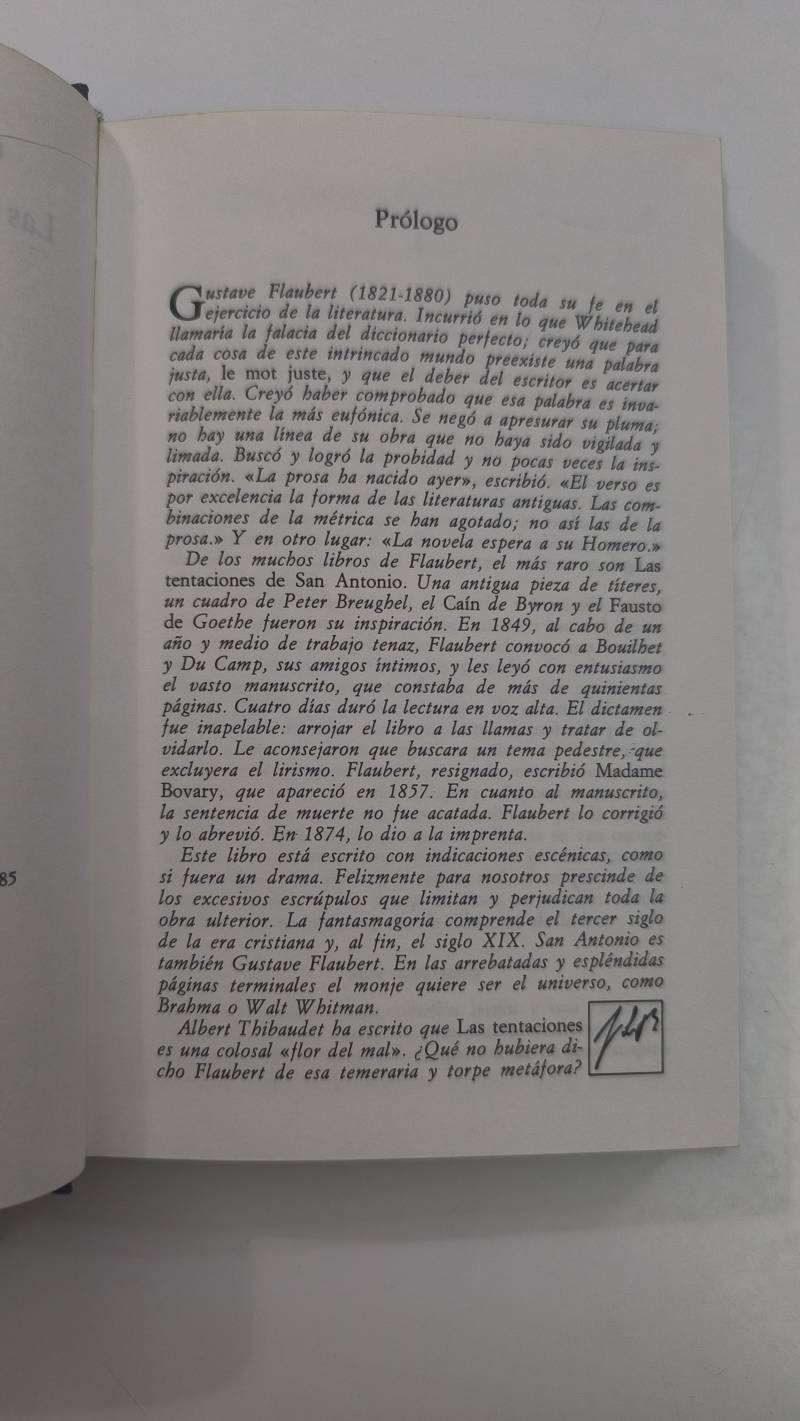 Prólogo
Gustave Flaubert (1821-1880) puso toda su fe en el
ejercicio de la literatura. Incurrió en lo que Whitehead
llamaría la falacia del diccionario perfecto; creyó que para
cada cosa de este intrincado mundo preexiste una palabra
justa, le mot juste, y que el deber del escritor es acertar
con ella. Creyó haber comprobado que esa palabra es inva-
riablemente la más eufónica. Se negó a apresurar su pluma;
no hay una línea de su obra que no haya sido vigilada y
limada. Buscó y logró la probidad y no pocas veces la ins-
piración. «La prosa ha nacido ayer», escribió. «El verso es
por excelencia la forma de las literaturas antiguas. Las com-
binaciones de la métrica se han agotado; no así las de la
prosa.» Y en otro lugar: «La novela espera a su Homero.»
De los muchos libros de Flaubert, el más raro son Las
tentaciones de San Antonio. Una antigua pieza de títeres,
un cuadro de Peter Breughel, el Caín de Byron y el Fausto
de Goethe fueron su inspiración. En 1849, al cabo de un
año y medio de trabajo tenaz, Flaubert convocó a Bouilhet
y Du Camp, sus amigos íntimos, y les leyó con entusiasmo
el vasto manuscrito, que constaba de más de quinientas
páginas. Cuatro días duró la lectura en voz alta. El dictamen
fue inapelable: arrojar el libro a las llamas y tratar de ol-
vidarlo. Le aconsejaron que buscara un tema pedestre, que
excluyera el lirismo. Flaubert, resignado, escribió Madame
Bovary, que apareció en 1857. En cuanto al manuscrito,
la sentencia de muerte no fue acatada. Flaubert lo corrigió
y lo abrevió. En 1874, lo dio a la imprenta.
Este libro está escrito con indicaciones escénicas, como
si fuera un drama. Felizmente para nosotros prescinde de
los excesivos escrúpulos que limitan y perjudican toda la
obra ulterior. La fantasmagoría comprende el tercer siglo
de la era cristiana y, al fin, el siglo XIX. San Antonio es
también Gustave Flaubert. En las arrebatadas y espléndidas
páginas terminales el monje quiere ser el universo, como
Brahma o Walt Whitman.
Albert Thibaudet ha escrito que Las tentaciones
es una colosal «flor del mal». ¿Qué no hubiera di-
cho Flaubert de esa temeraria y torpe metáfora?
85